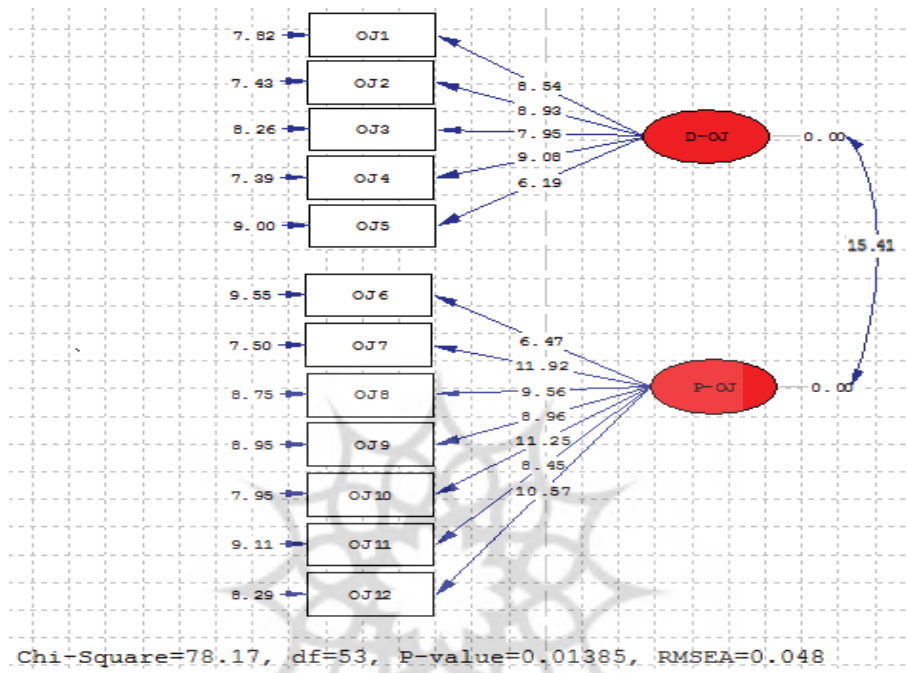 7.82 OJ1
8.54
7.43 OJ2
8.93
8.26 OJ3
7.95
D-OJ 0.00
7.39 OJ4
9.08
6.19
9.00 OJ5
15.41
9.55 OJ6
6.47
7.50 OJ7
11.92
8.75 OJ8
9.56
P-OJ 0.00
8.96
8.95 OJ9
11.25
8.45
7.95 OJ10
10.57
9.11 OJ11
8.29 OJ12
Chi-Square=78.17, df=53, P-value=0.01385, RMSEA=0.048